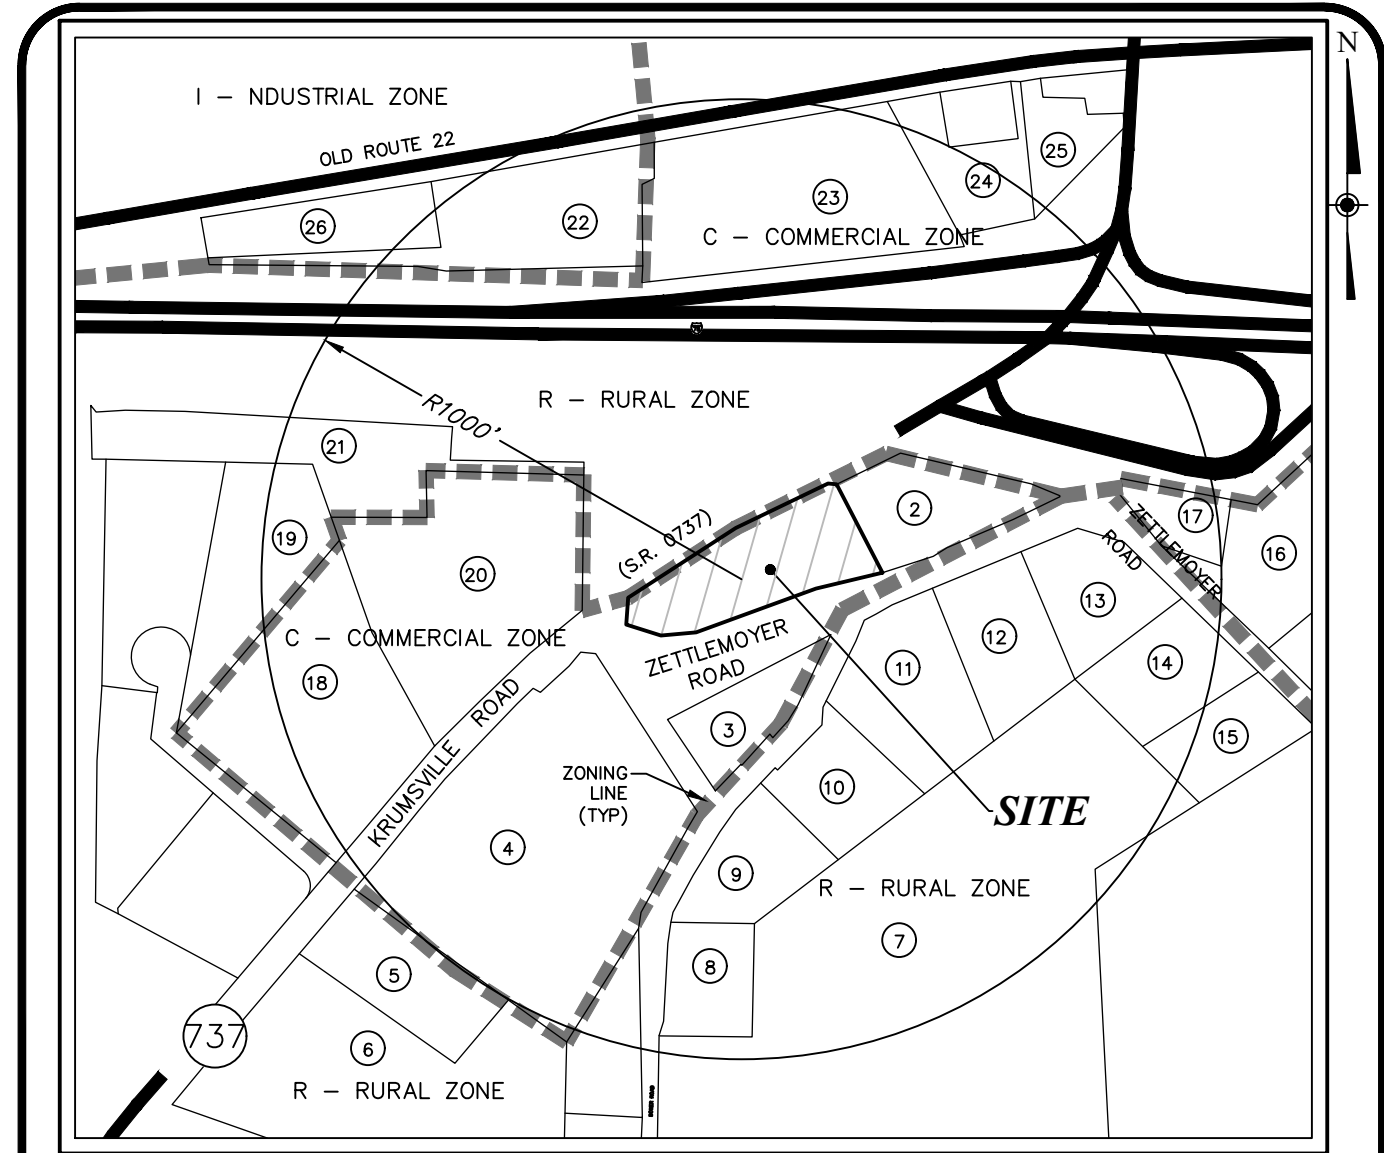 N
I – NDUSTRIAL ZONE
OLD ROUTE 22
25
24
23
26
22
C – COMMERCIAL ZONE
R – RURAL ZONE
R1000'
21
2
17
ZETTLEMOYER
ROAD
16
19
(S.R. 0737)
20
13
12
C – COMMERCIAL ZONE
ZETTLEMOYER
ROAD
11
14
18
KRUMSVILLE ROAD
3
15
ZONING
LINE
(TYP)
10
SITE
4
9
R – RURAL ZONE
7
8
5
737
6
R – RURAL ZONE